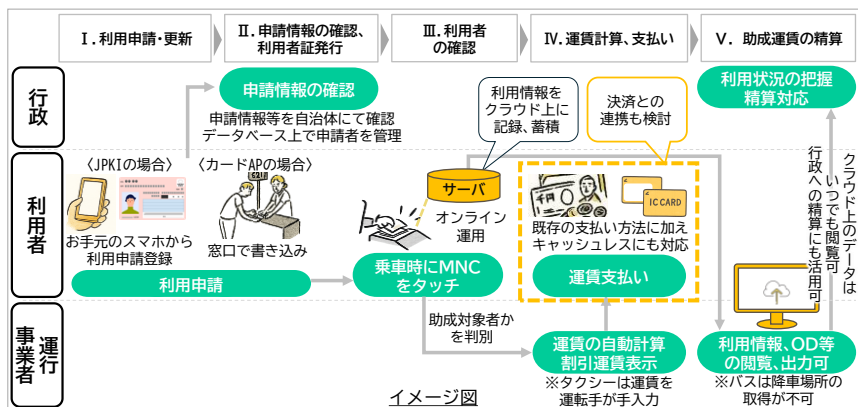 Ⅰ.利用申請・更新
Ⅱ.申請情報の確認、
利用者証発行
Ⅲ.利用者
の確認
Ⅳ.運賃計算、支払い
Ⅴ. 助成運賃の精算
行政
申請情報の確認
申請情報等を自治体にて確認
データベース上で申請者を管理
利用情報を
クラウド上に
記録、蓄積
決済との
連携も検討
利用状況の把握
精算対応
利用者
〈JPKIの場合〉
〈カードAPの場合〉
お手元のスマホから
利用申請登録
窓口で書き込み
利用申請
サーバ
オンライン
運用
乗車時にMNC
をタッチ
IC CARD
既存の支払い方法に加え
キャッシュレスにも対応
運賃支払い
クラウド上のデータは
いつでも閲覧可
行政への精算にも活用可
運行
事業者
助成対象者か
を判別
運賃の自動計算
割引運賃表示
※タクシーは運賃を
運転手が手入力
利用情報、OD等
の閲覧、出力可
※バスは降車場所の
取得が不可
イメージ図